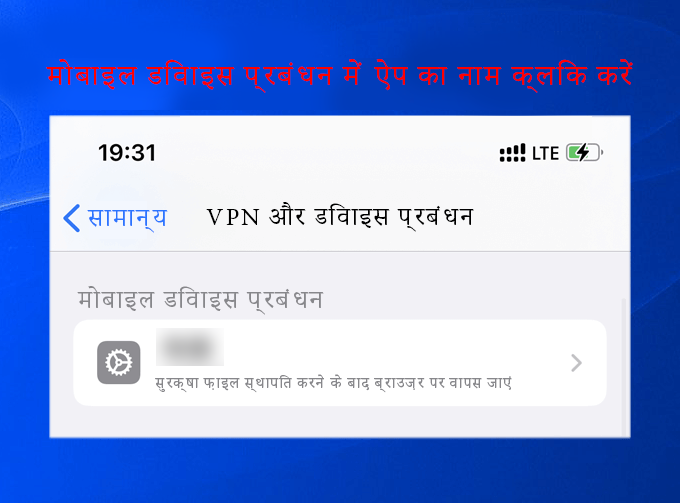 मोबाइल डिवाइस प्रबंधन में ऐप का नाम क्लिक करें
19:31 LTE
सामान्य VPN और डिवाइस प्रबंधन
मोबाइल डिवाइस प्रबंधन
सुरक्षा फ़ाइल स्थापित करने के बाद ब्राउज़र पर वापस जाएं